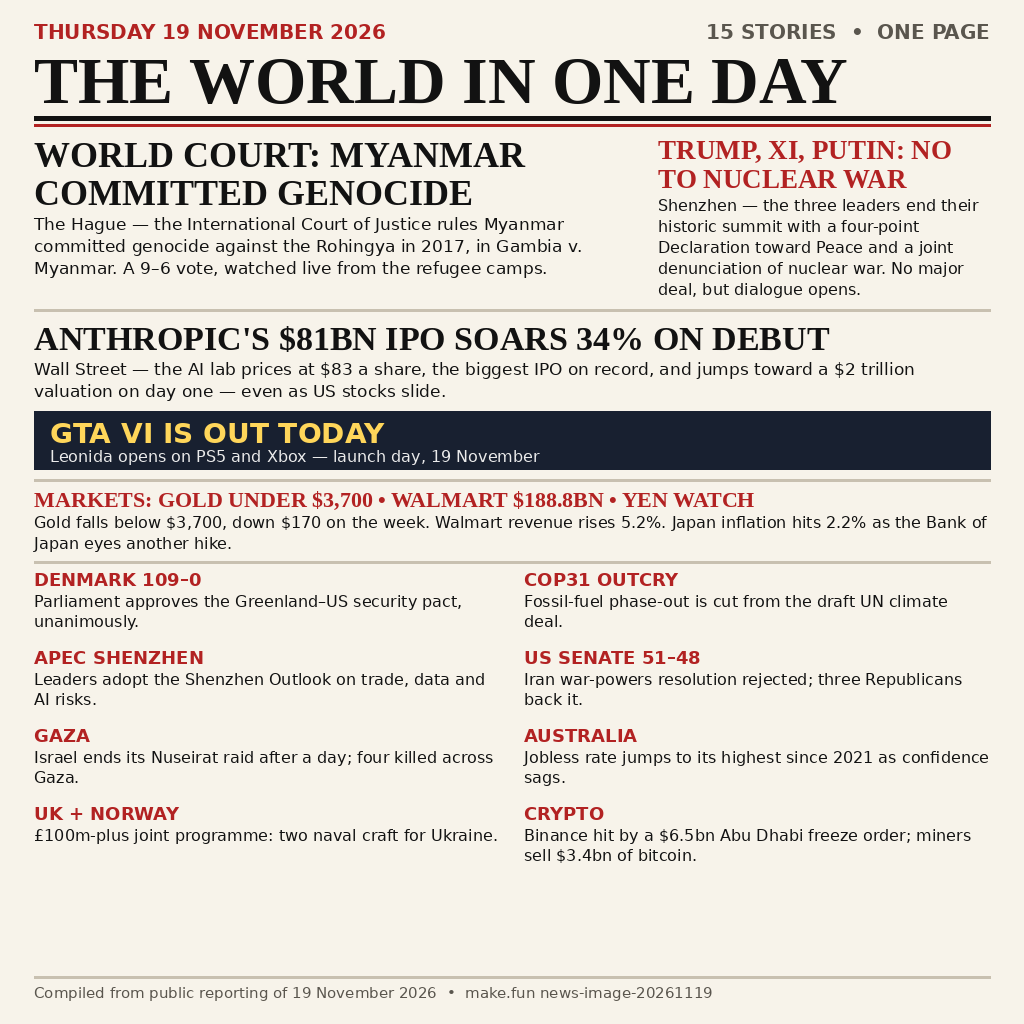 THURSDAY 19 NOVEMBER 2026
15 STORIES • ONE PAGE
THE WORLD IN ONE DAY
WORLD COURT: MYANMAR
COMMITTED GENOCIDE
The Hague — the International Court of Justice rules Myanmar
committed genocide against the Rohingya in 2017, in Gambia v.
Myanmar. A 9–6 vote, watched live from the refugee camps.
TRUMP, XI, PUTIN: NO
TO NUCLEAR WAR
Shenzhen — the three leaders end their
historic summit with a four-point
Declaration toward Peace and a joint
denunciation of nuclear war. No major
deal, but dialogue opens.
ANTHROPIC'S $81BN IPO SOARS 34% ON DEBUT
Wall Street — the AI lab prices at $83 a share, the biggest IPO on record, and jumps toward a $2 trillion
valuation on day one — even as US stocks slide.
GTA VI IS OUT TODAY
Leonida opens on PS5 and Xbox — launch day, 19 November
MARKETS: GOLD UNDER $3,700 • WALMART $188.8BN • YEN WATCH
Gold falls below $3,700, down $170 on the week. Walmart revenue rises 5.2%. Japan inflation hits 2.2% as the Bank of
Japan eyes another hike.
DENMARK 109–0
Parliament approves the Greenland–US security pact,
unanimously.
COP31 OUTCRY
Fossil-fuel phase-out is cut from the draft UN climate
deal.
APEC SHENZHEN
Leaders adopt the Shenzhen Outlook on trade, data and
AI risks.
US SENATE 51–48
Iran war-powers resolution rejected; three Republicans
back it.
GAZA
Israel ends its Nuseirat raid after a day; four killed across
Gaza.
AUSTRALIA
Jobless rate jumps to its highest since 2021 as confidence
sags.
UK + NORWAY
£100m-plus joint programme: two naval craft for Ukraine.
CRYPTO
Binance hit by a $6.5bn Abu Dhabi freeze order; miners
sell $3.4bn of bitcoin.
Compiled from public reporting of 19 November 2026 • make.fun news-image-20261119